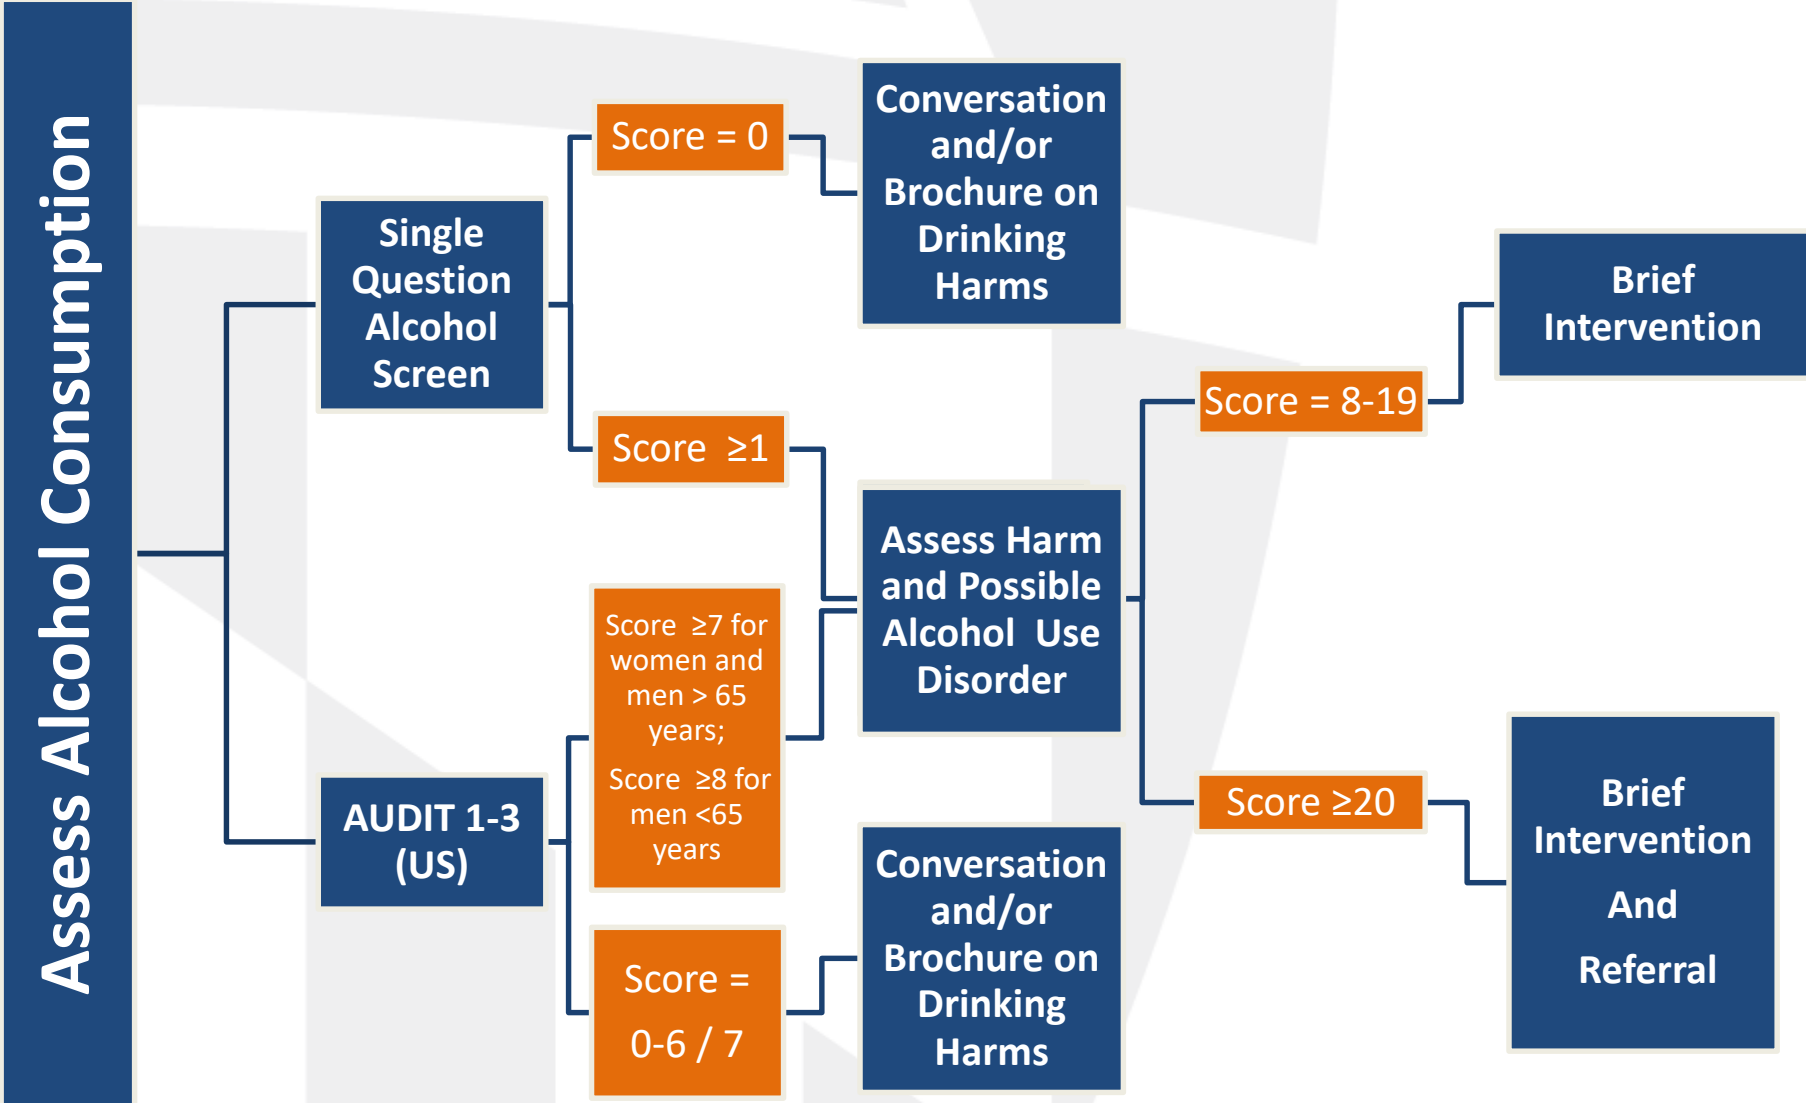 Assess Alcohol Consumption
Single
Question
Alcohol
Screen
AUDIT 1-3
(US)
Score = 0
Score ≥1
Score ≥7 for
women and
men > 65
years;
Score ≥8 for
men <65
years
Score =
0-6 / 7
Conversation
and/or
Brochure on
Drinking
Harms
Assess Harm
and Possible
Alcohol Use
Disorder
Conversation
and/or
Brochure on
Drinking
Harms
Score = 8-19
Score ≥20
Brief
Intervention
Brief
Intervention
And
Referral